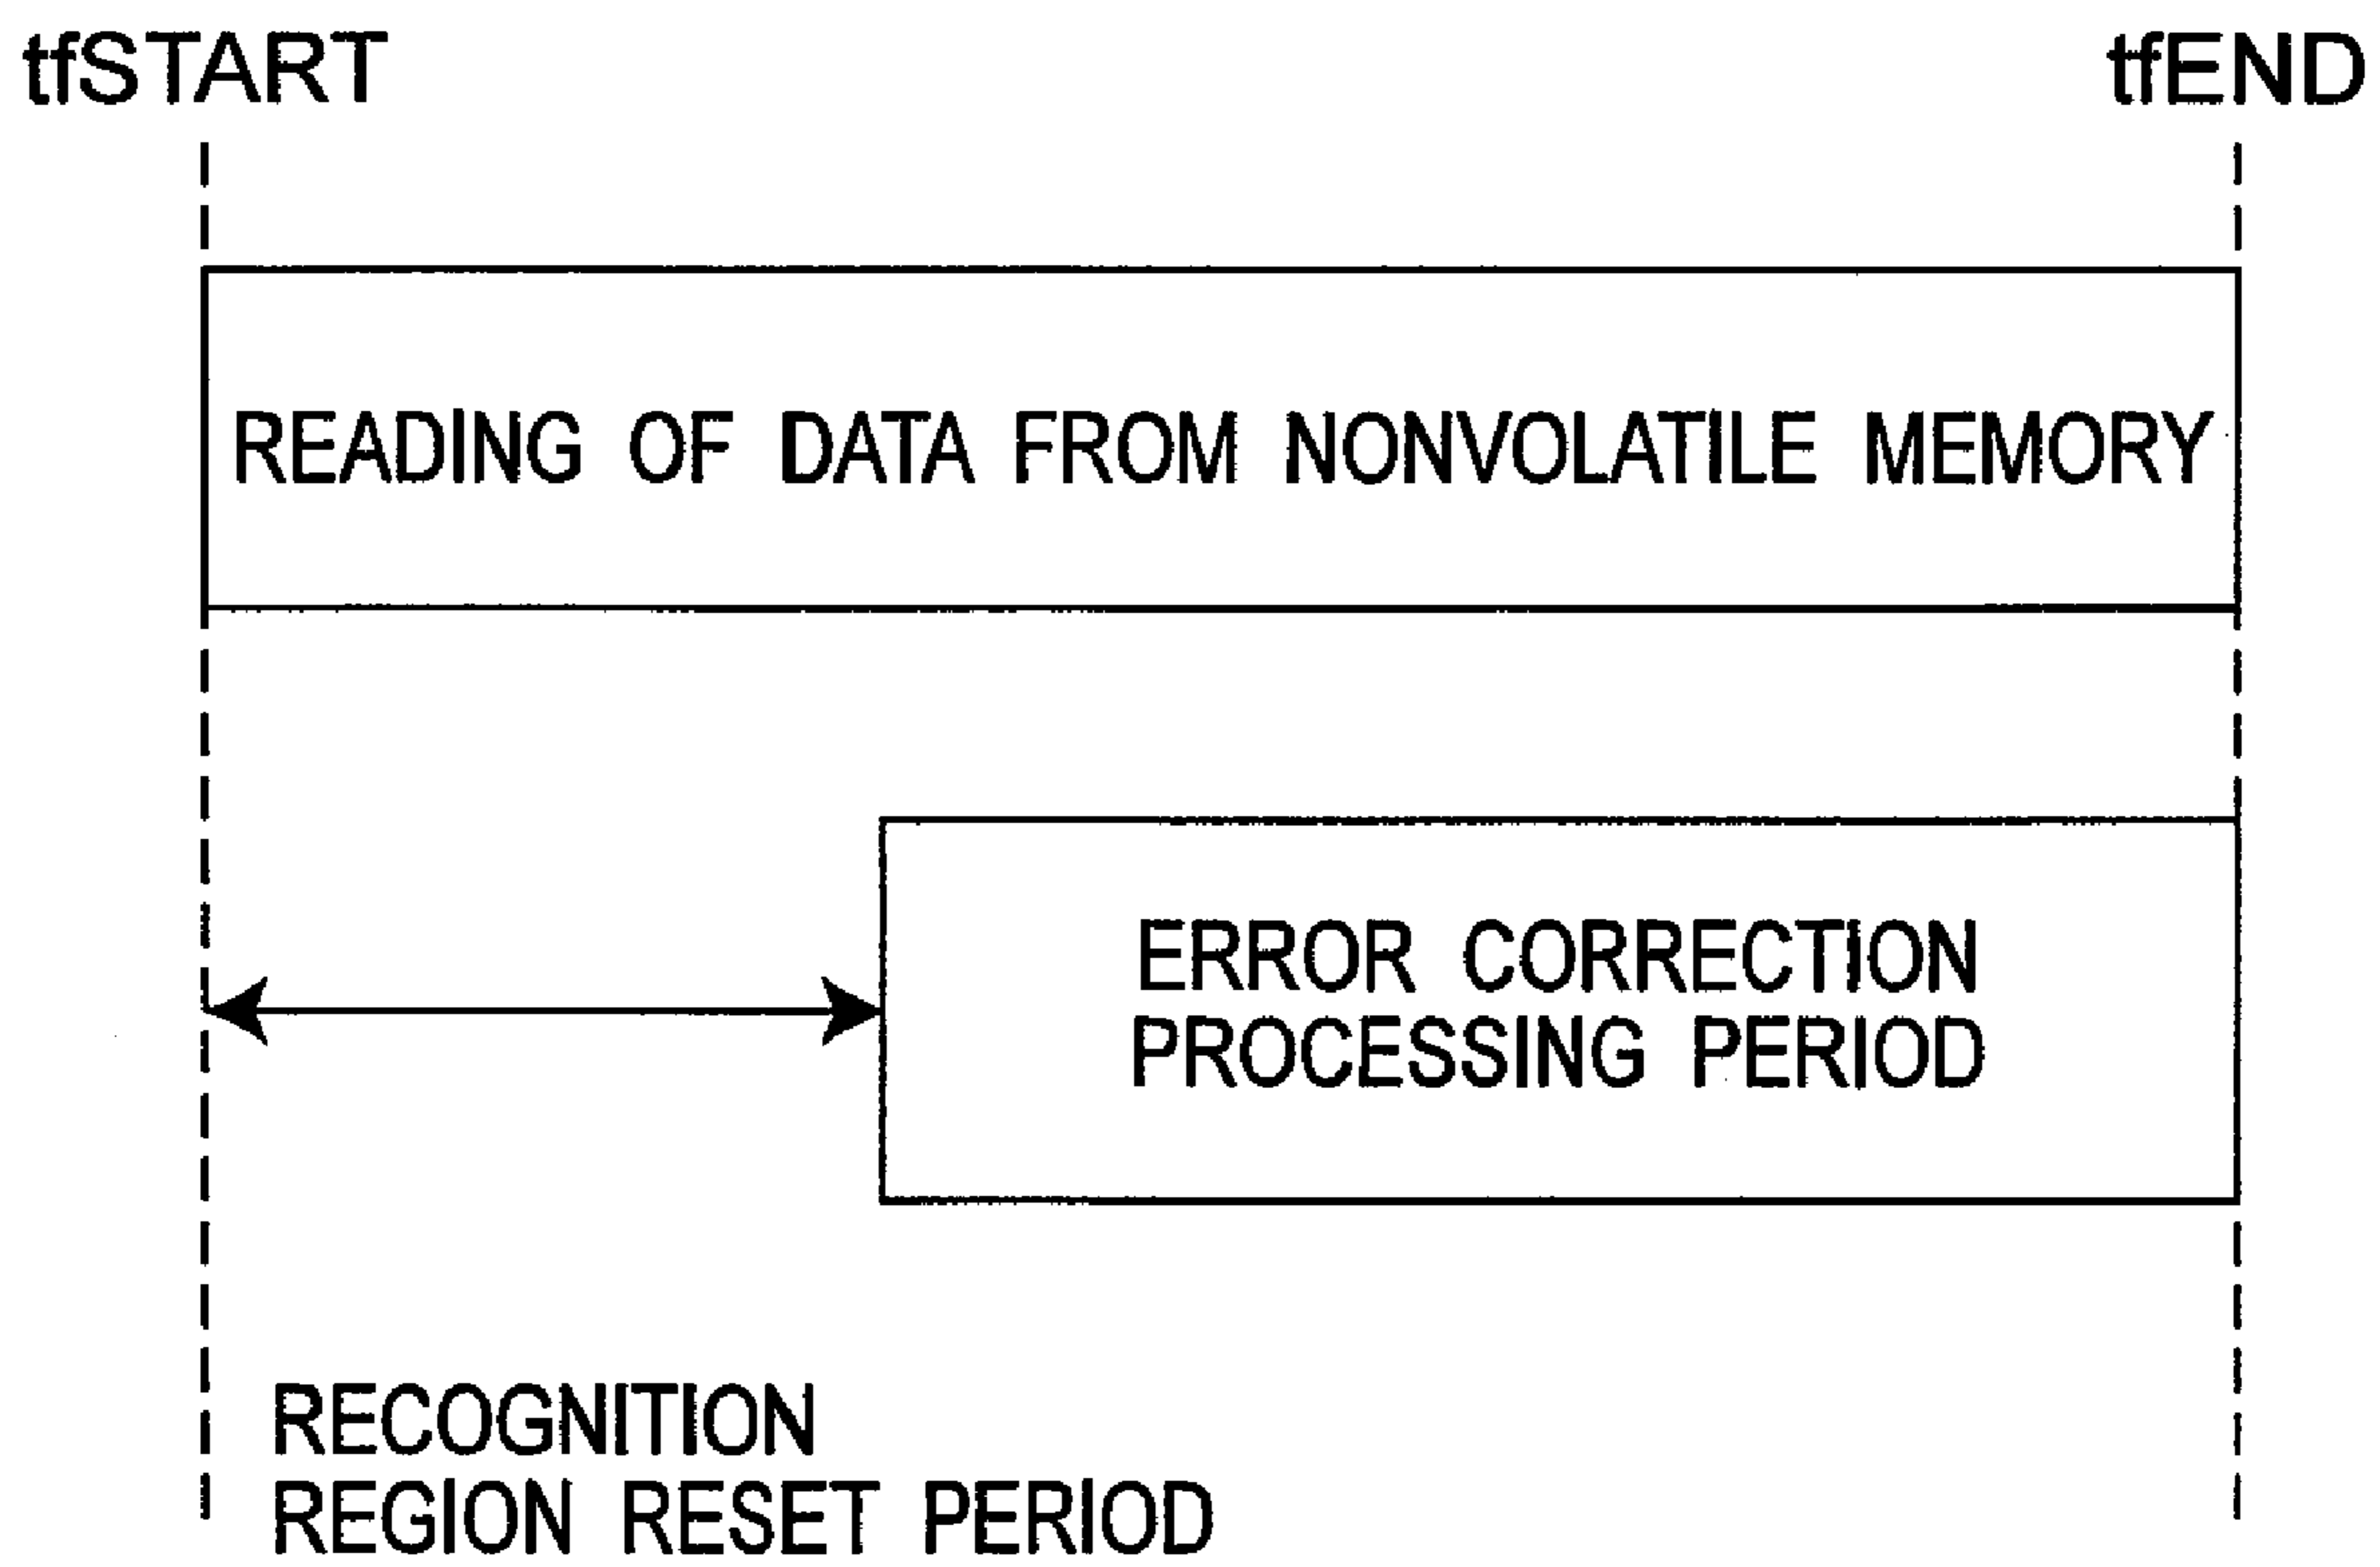 tfSTART
tfEND
READING OF DATA FROM NONVOLATILE MEMORY
ERROR CORRECTION
PROCESSING PERIOD
RECOGNITION
REGION RESET PERIOD